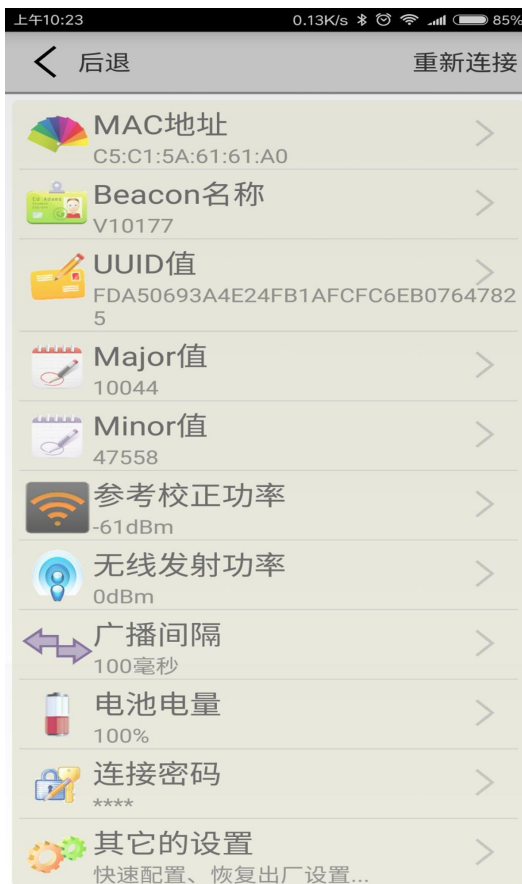 上午10:23 0.13K/s 85%
后退 重新连接
MAC地址
C5:C1:5A:61:61:A0
Beacon名称
V10177
UUID值
FDA50693A4E24FB1AFCFC6EB0764782
5
Major值
10044
Minor值
47558
参考校正功率
-61dBm
无线发射功率
0dBm
广播间隔
100毫秒
电池电量
100%
连接密码
****
其它的设置
快速配置、恢复出厂设置...